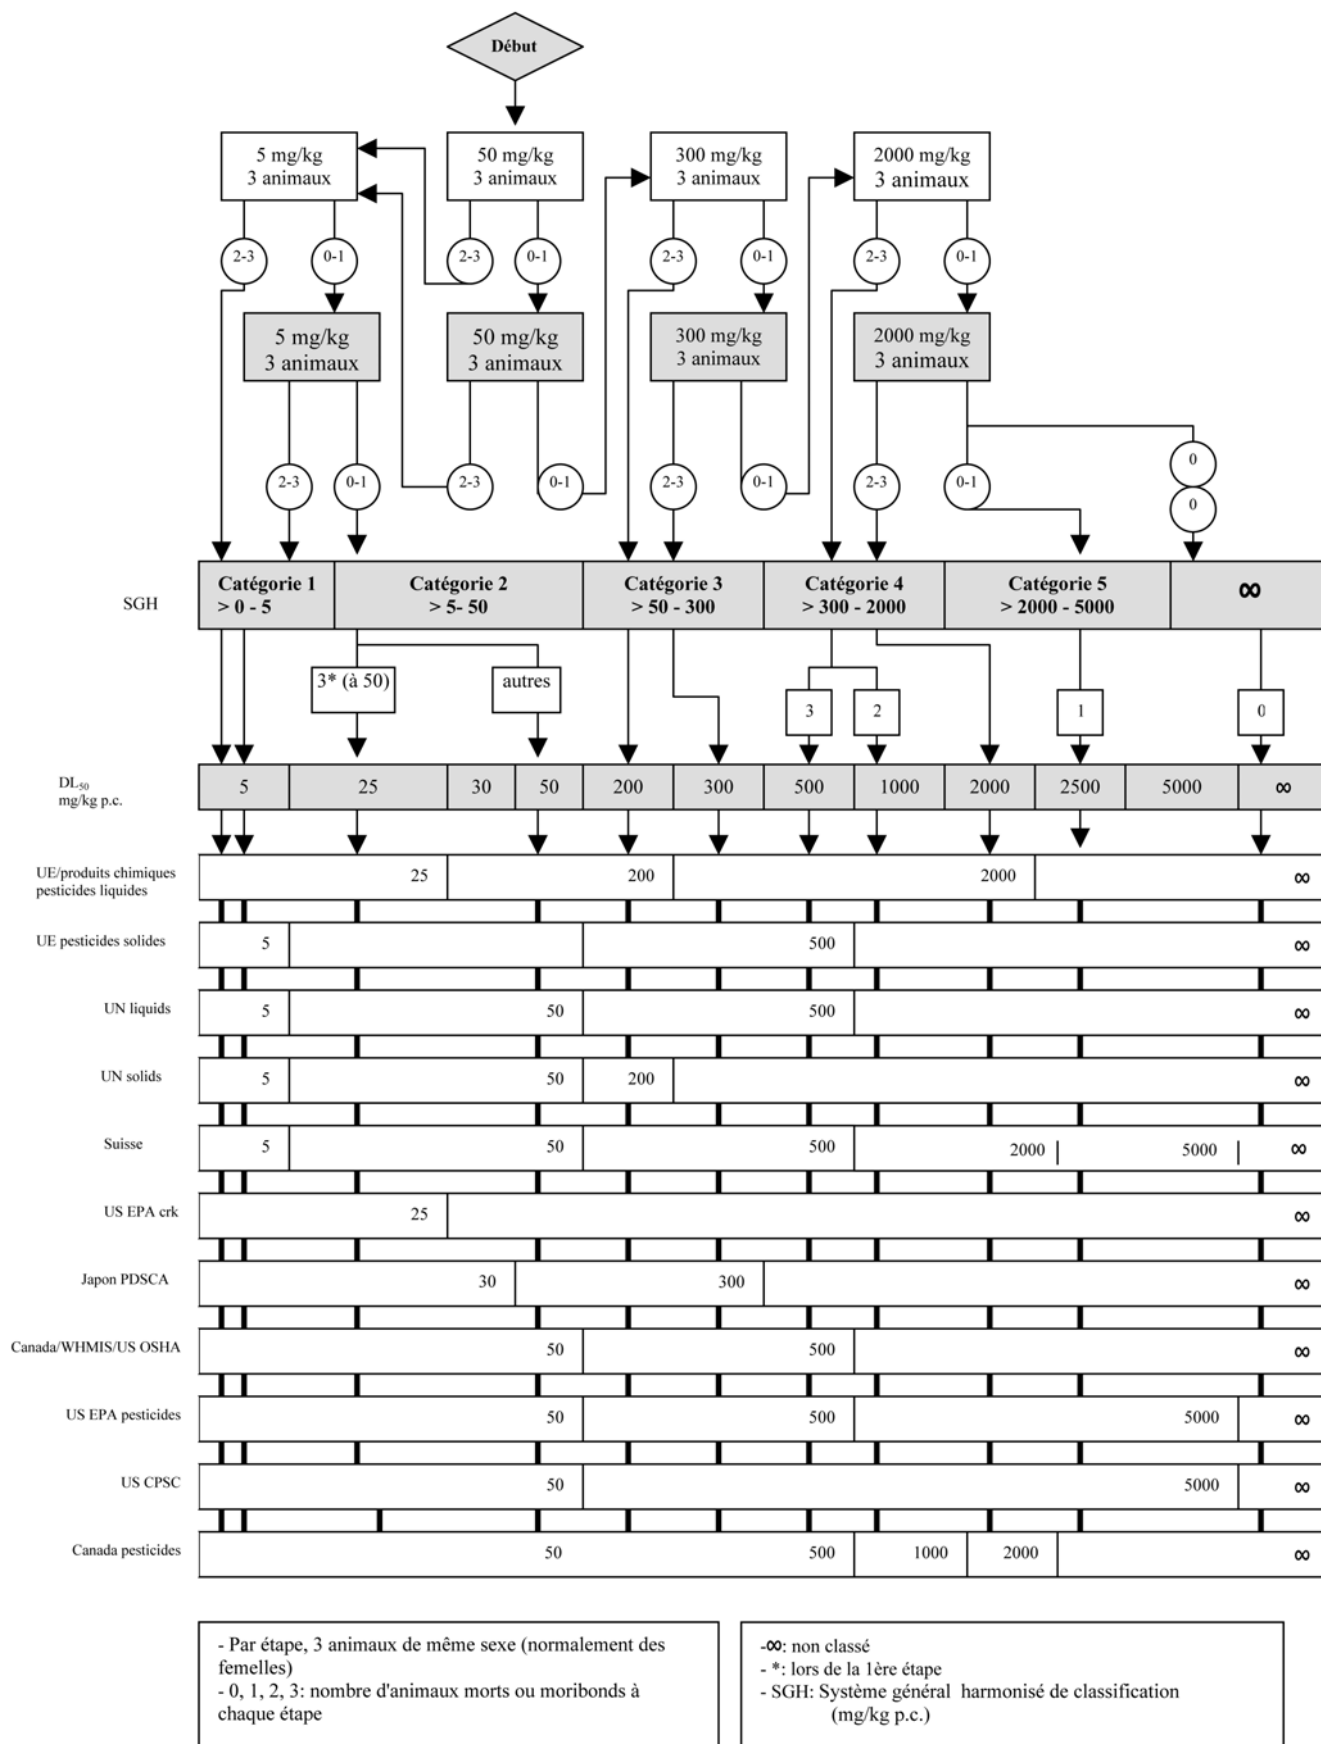 Début
5 mg/kg
3 animaux
50 mg/kg
3 animaux
300 mg/kg
3 animaux
2000 mg/kg
3 animaux
2-3
0-1
2-3
0-1
2-3
0-1
2-3
0-1
5 mg/kg
3 animaux
50 mg/kg
3 animaux
300 mg/kg
3 animaux
2000 mg/kg
3 animaux
2-3
0-1
2-3
0-1
2-3
0-1
2-3
0-1
0
0
SGH
Catégorie 1
> 0 - 5
Catégorie 2
> 5- 50
Catégorie 3
> 50 - 300
Catégorie 4
> 300 - 2000
Catégorie 5
> 2000 - 5000
∞
3* (à 50)
autres
3
2
1
0
DL50
mg/kg p.c.
5
25
30
50
200
300
500
1000
2000
2500
5000
∞
UE/produits chimiques
pesticides liquides
25
200
2000
∞
UE pesticides solides
5
500
∞
UN liquids
5
50
500
∞
UN solids
5
50
200
∞
Suisse
5
50
500
2000
5000
∞
US EPA crk
25
∞
Japon PDSCA
30
300
∞
Canada/WHMIS/US OSHA
50
500
∞
US EPA pesticides
50
500
5000
∞
US CPSC
50
5000
∞
Canada pesticides
50
500
1000
2000
∞
- Par étape, 3 animaux de même sexe (normalement des
femelles)
- 0, 1, 2, 3: nombre d'animaux morts ou moribonds à
chaque étape
-∞: non classé
- *: lors de la 1ère étape
- SGH: Système général harmonisé de classification
(mg/kg p.c.)